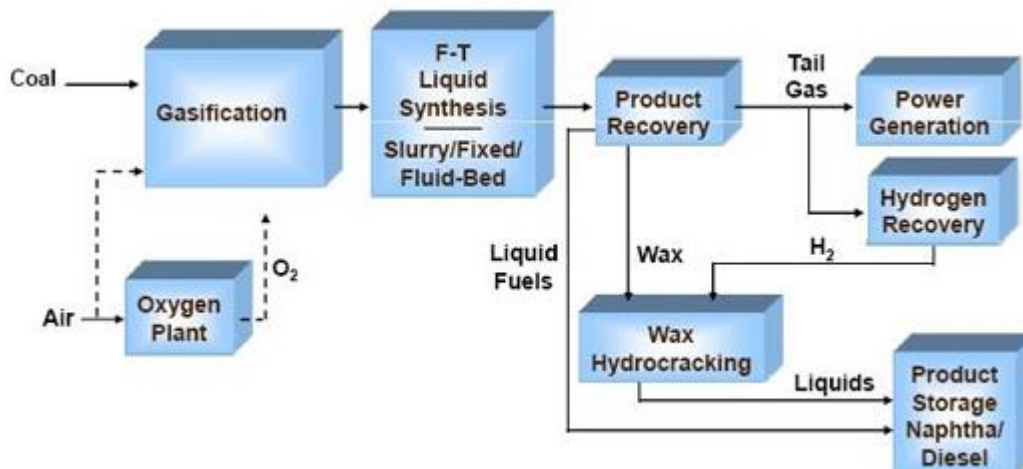 Coal
Gasification
F-T
Liquid
Synthesis
Slurry/Fixed/
Fluid-Bed
Product
Recovery
Tail
Gas
Power
Generation
Hydrogen
Recovery
Air
Oxygen
Plant
O₂
Liquid
Fuels
Wax
H₂
Wax
Hydrocracking
Liquids
Product
Storage
Naphtha/
Diesel